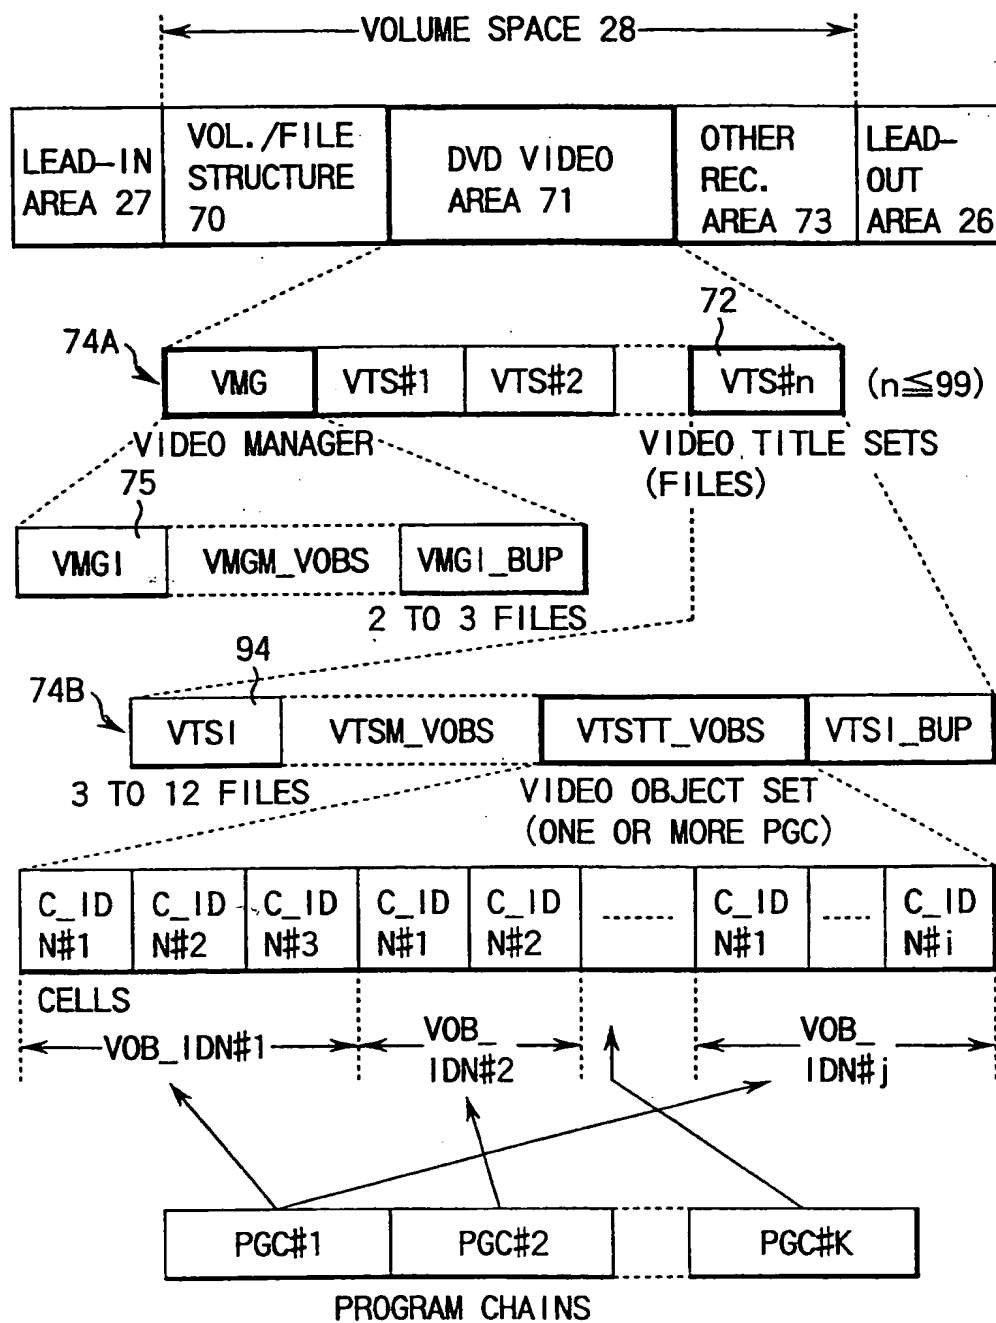 VOLUME SPACE 28
LEAD-IN
AREA 27
VOL./FILE
STRUCTURE
70
DVD VIDEO
AREA 71
OTHER
REC.
AREA 73
LEAD-
OUT
AREA 26
74A
72
VMG
VTS#1
VTS#2
VTS#n
(n≦99)
VIDEO MANAGER
VIDEO TITLE SETS
(FILES)
75
VMGI
VMGM_VOBS
VMGI_BUP
2 TO 3 FILES
94
74B
VTSI
VTSM_VOBS
VTSTT_VOBS
VTSI_BUP
3 TO 12 FILES
VIDEO OBJECT SET
(ONE OR MORE PGC)
C_ID
N#1
C_ID
N#2
C_ID
N#3
C_ID
N#1
C_ID
N#2
C_ID
N#1
C_ID
N#i
CELLS
VOB_IDN#1
VOB_
IDN#2
VOB_
IDN#j
PGC#1
PGC#2
PGC#K
PROGRAM CHAINS